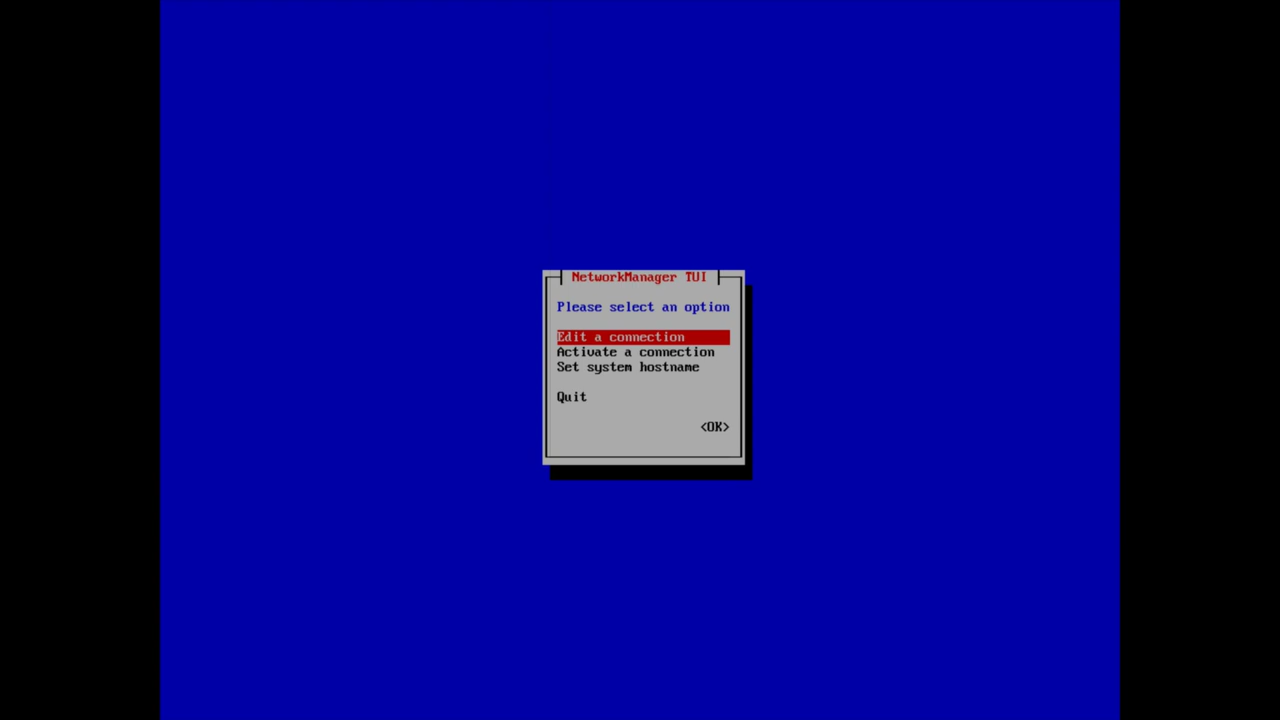 NetworkManager TUI
Please select an option
Edit a connection
Activate a connection
Set system hostname
Quit
<OK>